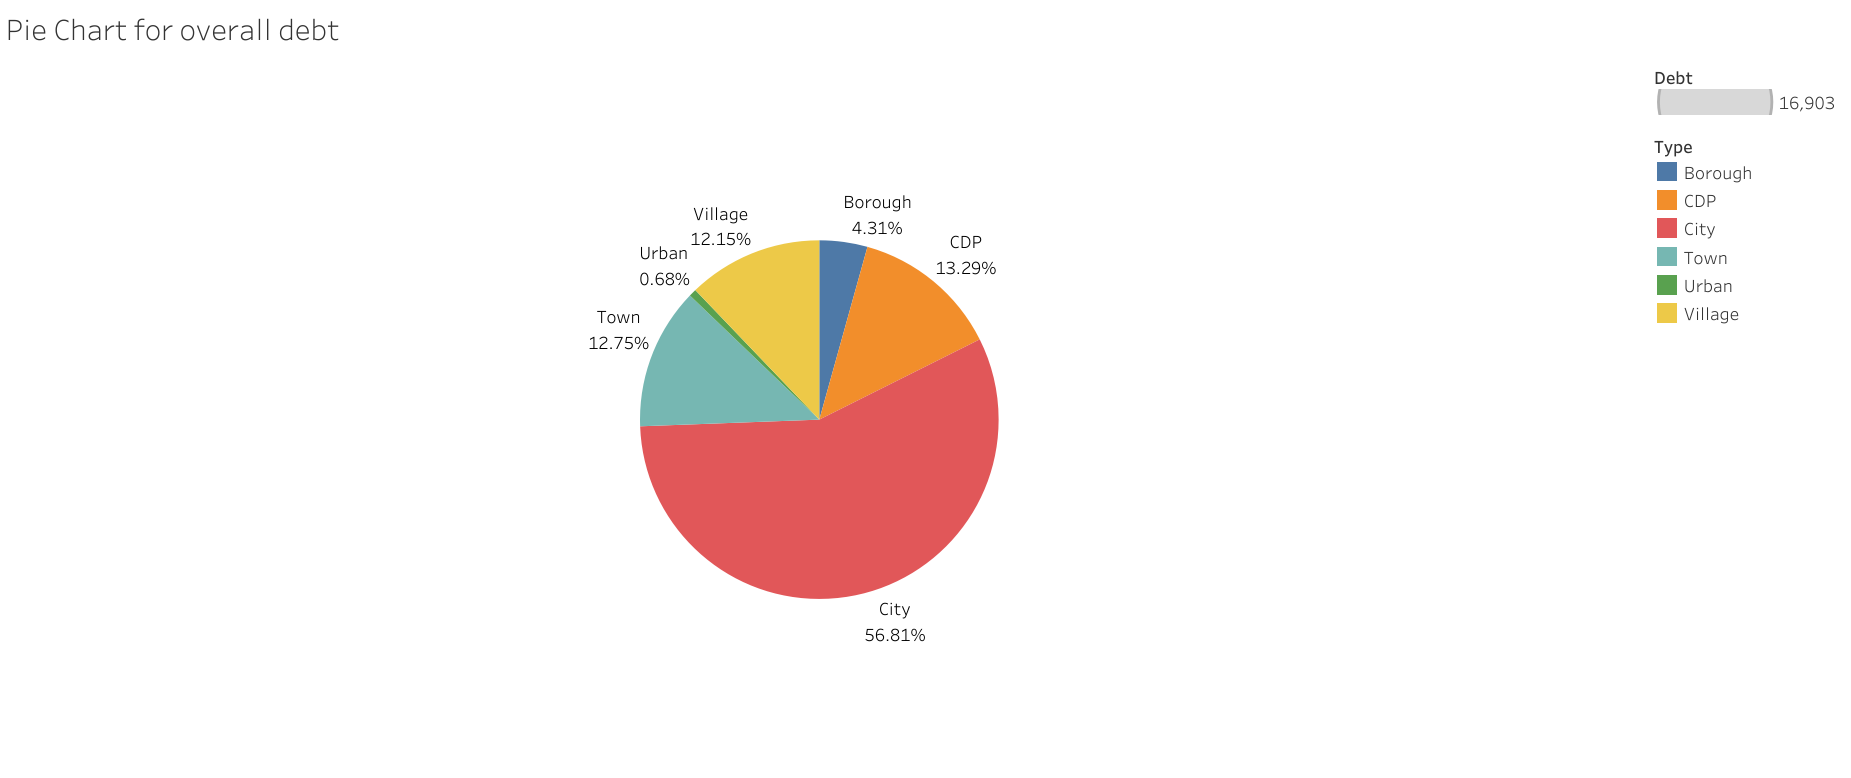 Pie Chart for overall debt
Debt
16,903
Type
Borough
CDP
City
Town
Urban
Village
Borough
4.31%
CDP
13.29%
Village
12.15%
Urban
0.68%
Town
12.75%
City
56.81%